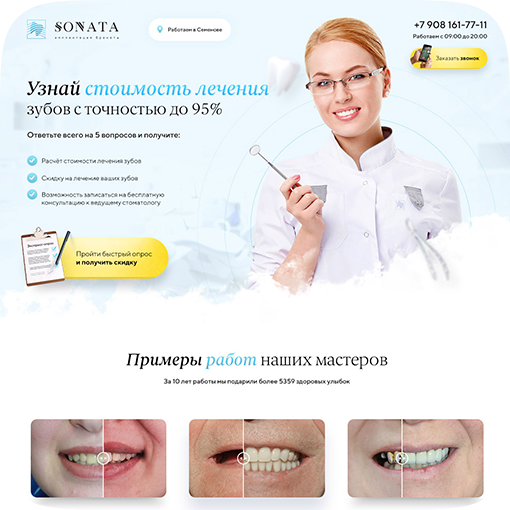 SONATA
Работаем в Семенове
+7 908 161-77-11
Работаем с 09:00 до 20:00
Заказать звонок
Узнай стоимость лечения
зубов с точностью до 95%
Ответьте всего на 5 вопросов и получите:
Расчёт стоимости лечения зубов
Скидку на лечение ваших зубов
Возможность записаться на бесплатную
консультацию к ведущему стоматологу
Пройти быстрый опрос
и получить скидку
Примеры работ наших мастеров
За 10 лет работы мы подарили более 5359 здоровых улыбок